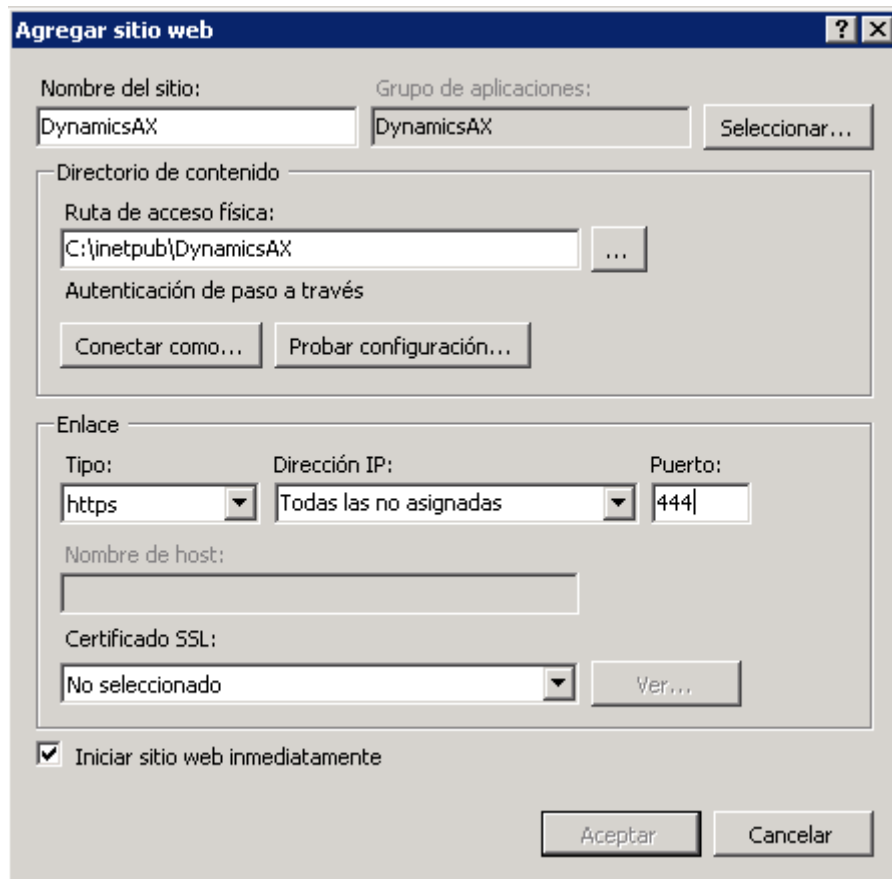 Agregar sitio web
Nombre del sitio: Grupo de aplicaciones:
DynamicsAX DynamicsAX Seleccionar...
Directorio de contenido
Ruta de acceso física:
C:\inetpub\DynamicsAX ...
Autenticación de paso a través
Conectar como... Probar configuración...
Enlace
Tipo: Dirección IP: Puerto:
https Todas las no asignadas 444
Nombre de host:
Certificado SSL:
No seleccionado Ver...
Iniciar sitio web inmediatamente
Aceptar Cancelar